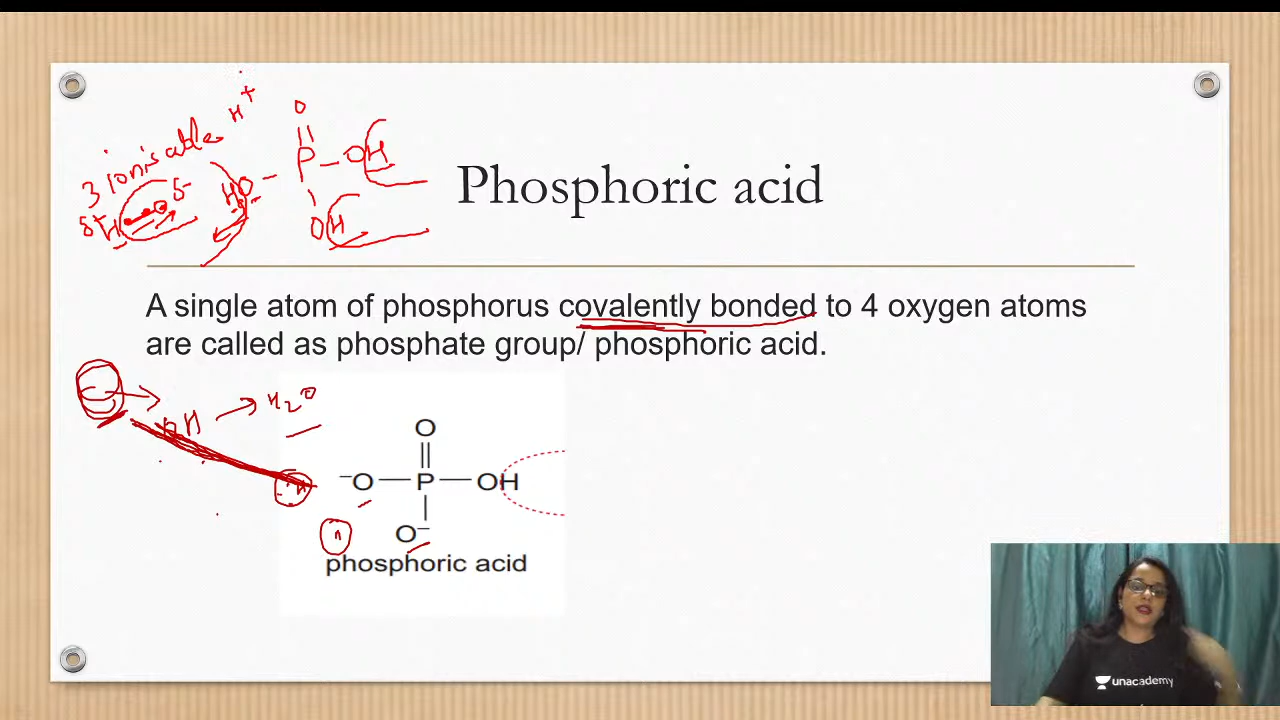 3 ionisable H+
O
P
OH
HO
OH
δ-
δ+H
Phosphoric acid
A single atom of phosphorus covalently bonded to 4 oxygen atoms
are called as phosphate group/ phosphoric acid.
H2O
O
⁻O — P — OH
O⁻
phosphoric acid
unacademy